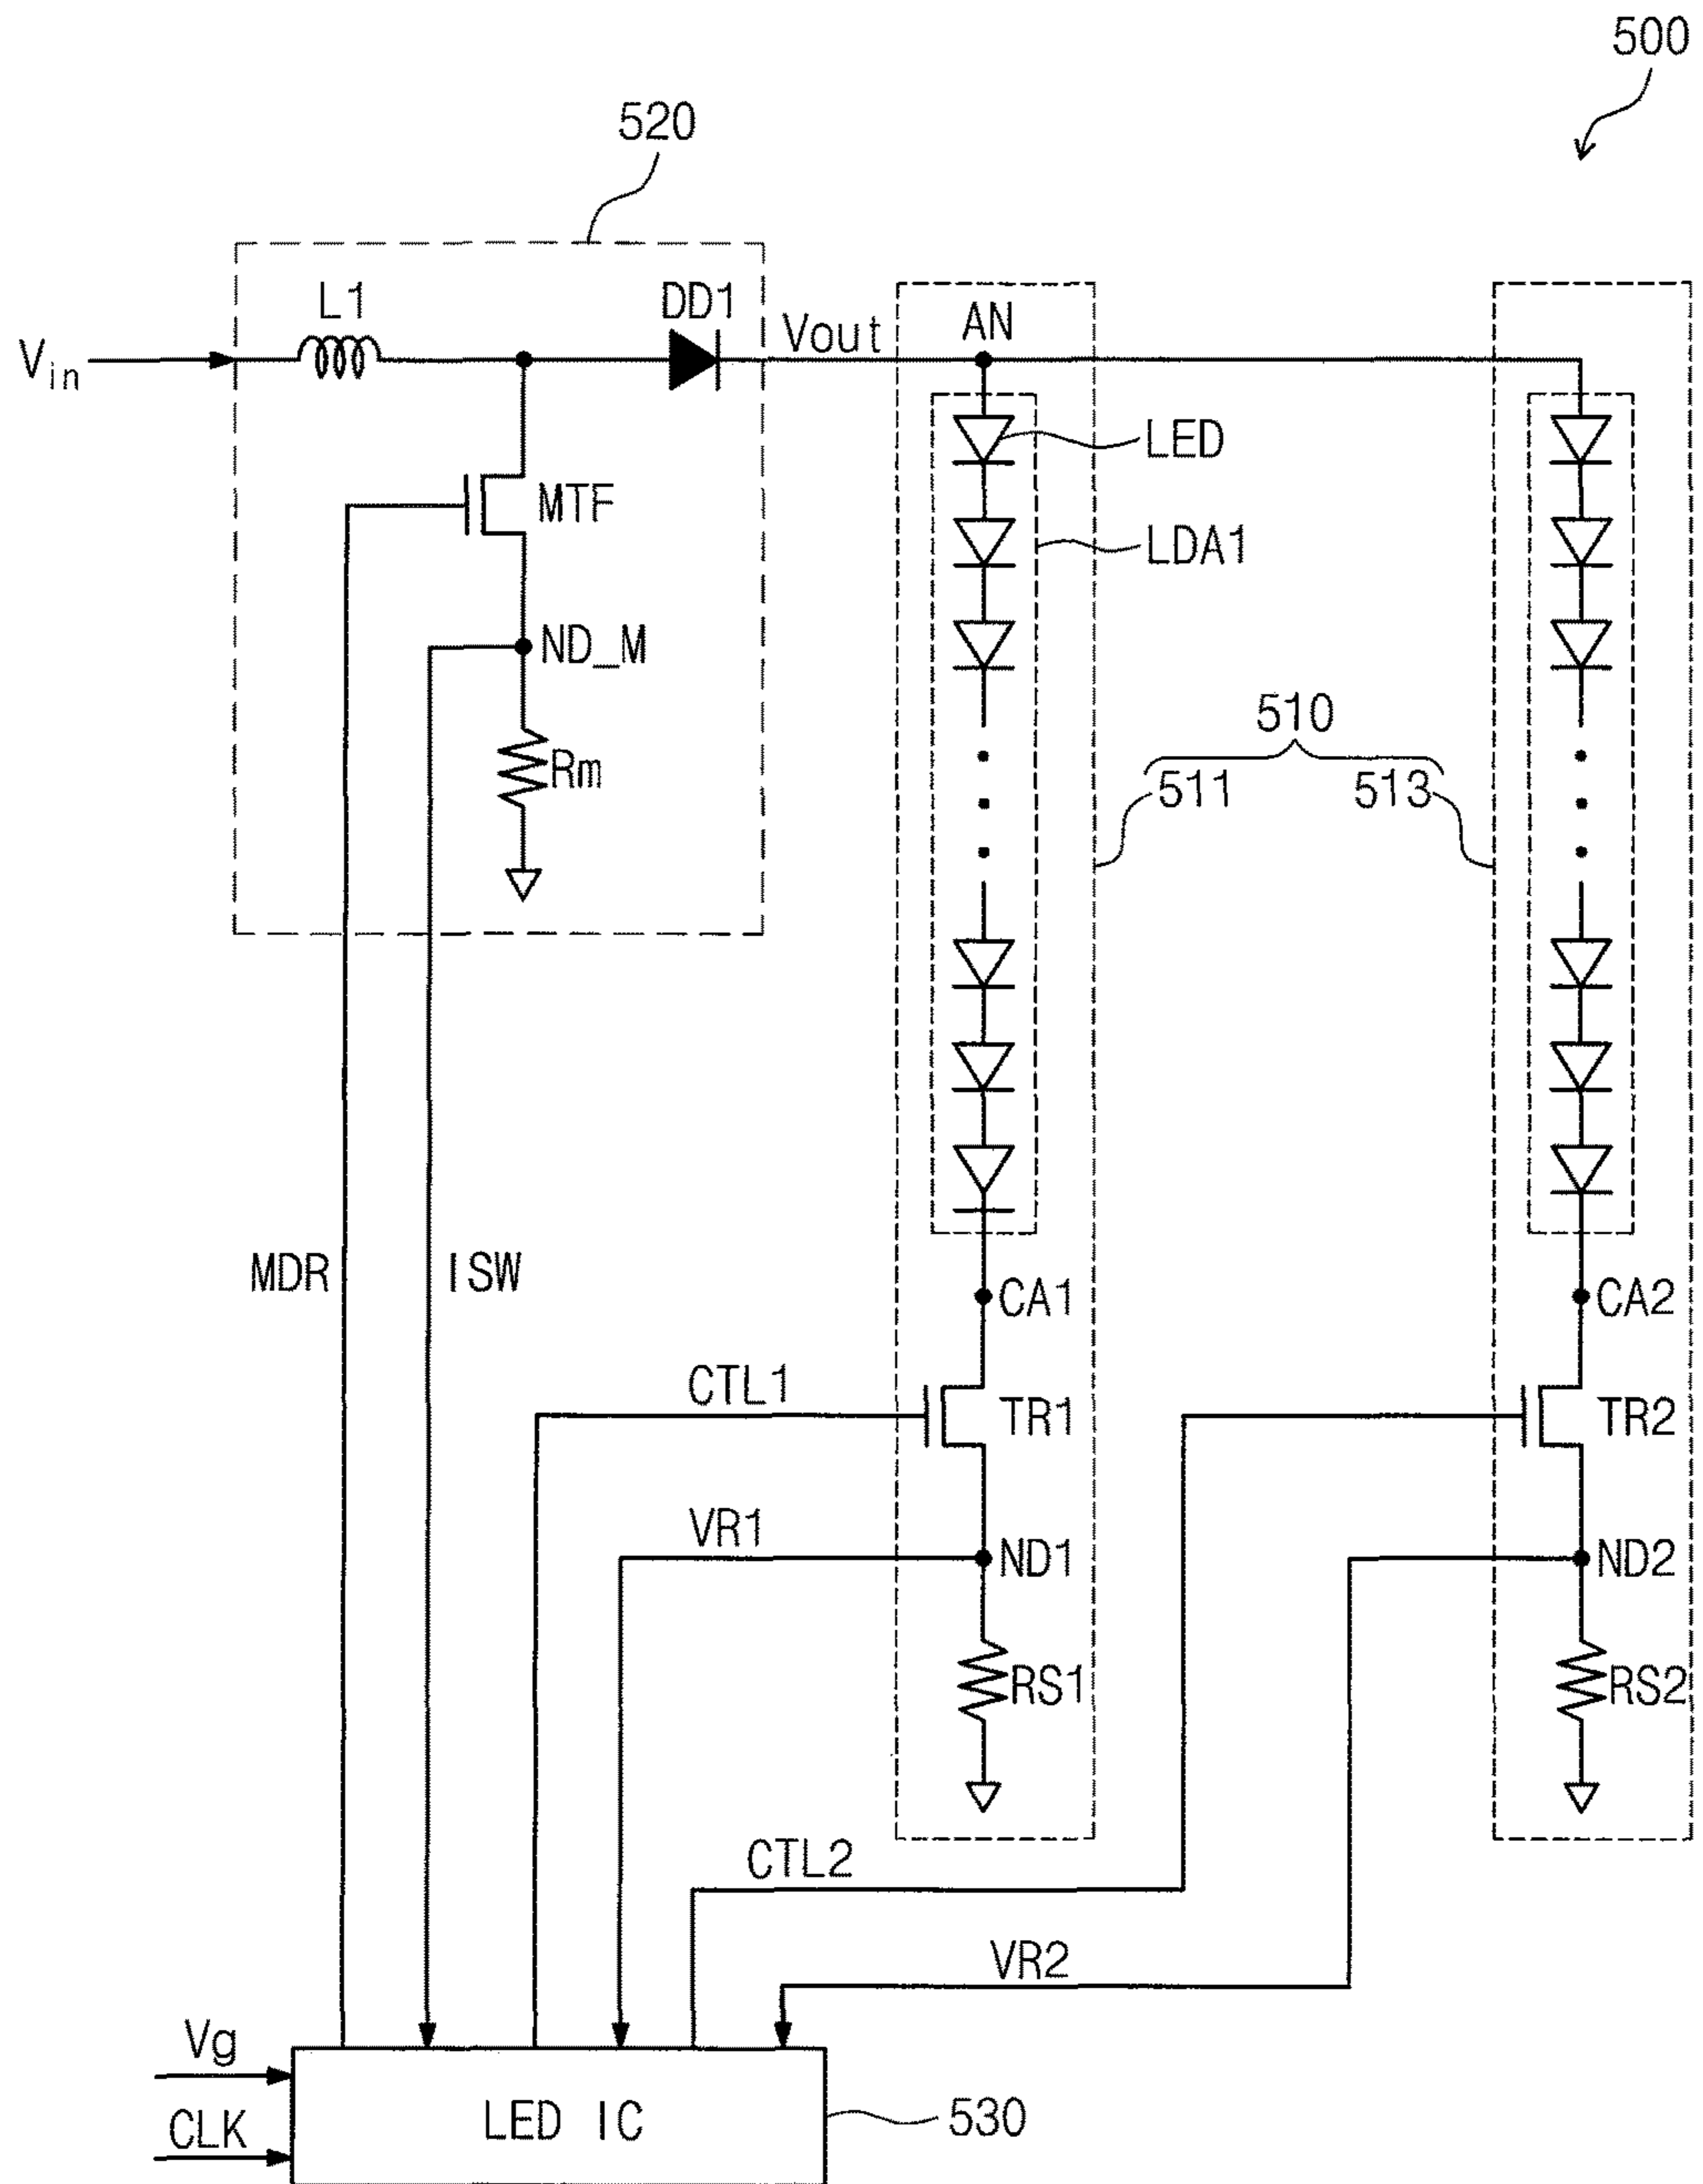 500
520
L1
DD1
Vin
Vout
AN
LED
MTF
LDA1
ND_M
510
Rm
511
513
MDR
ISW
CA1
CA2
CTL1
TR1
TR2
VR1
ND1
ND2
RS1
RS2
CTL2
VR2
Vg
CLK
LED IC
530